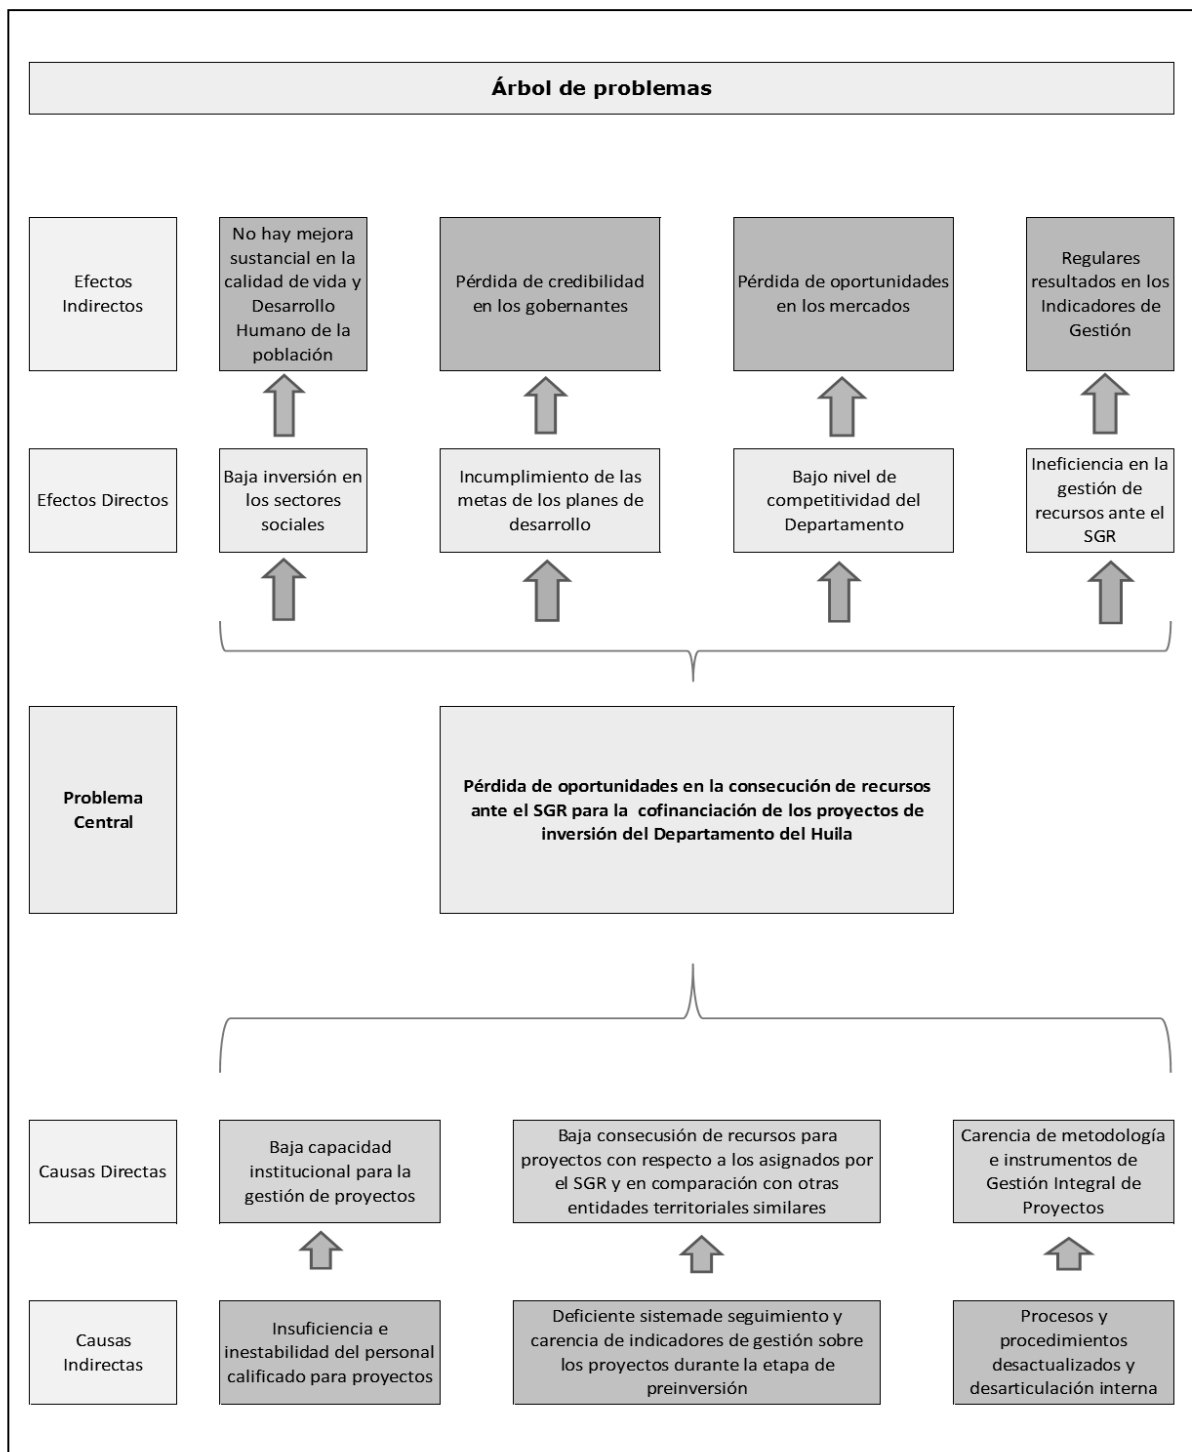 Árbol de problemas
Efectos
Indirectos
No hay mejora
sustancial en la
calidad de vida y
Desarrollo
Humano de la
población
Pérdida de credibilidad
en los gobernantes
Pérdida de oportunidades
en los mercados
Regulares
resultados en los
Indicadores de
Gestión
Efectos Directos
Baja inversión en
los sectores
sociales
Incumplimiento de las
metas de los planes de
desarrollo
Bajo nivel de
competitividad del
Departamento
Ineficiencia en la
gestión de
recursos ante el
SGR
Problema
Central
Pérdida de oportunidades en la consecución de recursos
ante el SGR para la cofinanciación de los proyectos de
inversión del Departamento del Huila
Causas Directas
Baja capacidad
institucional para la
gestión de proyectos
Baja consecusión de recursos para
proyectos con respecto a los asignados por
el SGR y en comparación con otras
entidades territoriales similares
Carencia de metodología
e instrumentos de
Gestión Integral de
Proyectos
Causas
Indirectas
Insuficiencia e
inestabilidad del personal
calificado para proyectos
Deficiente sistemade seguimiento y
carencia de indicadores de gestión sobre
los proyectos durante la etapa de
preinversión
Procesos y
procedimientos
desactualizados y
desarticulación interna